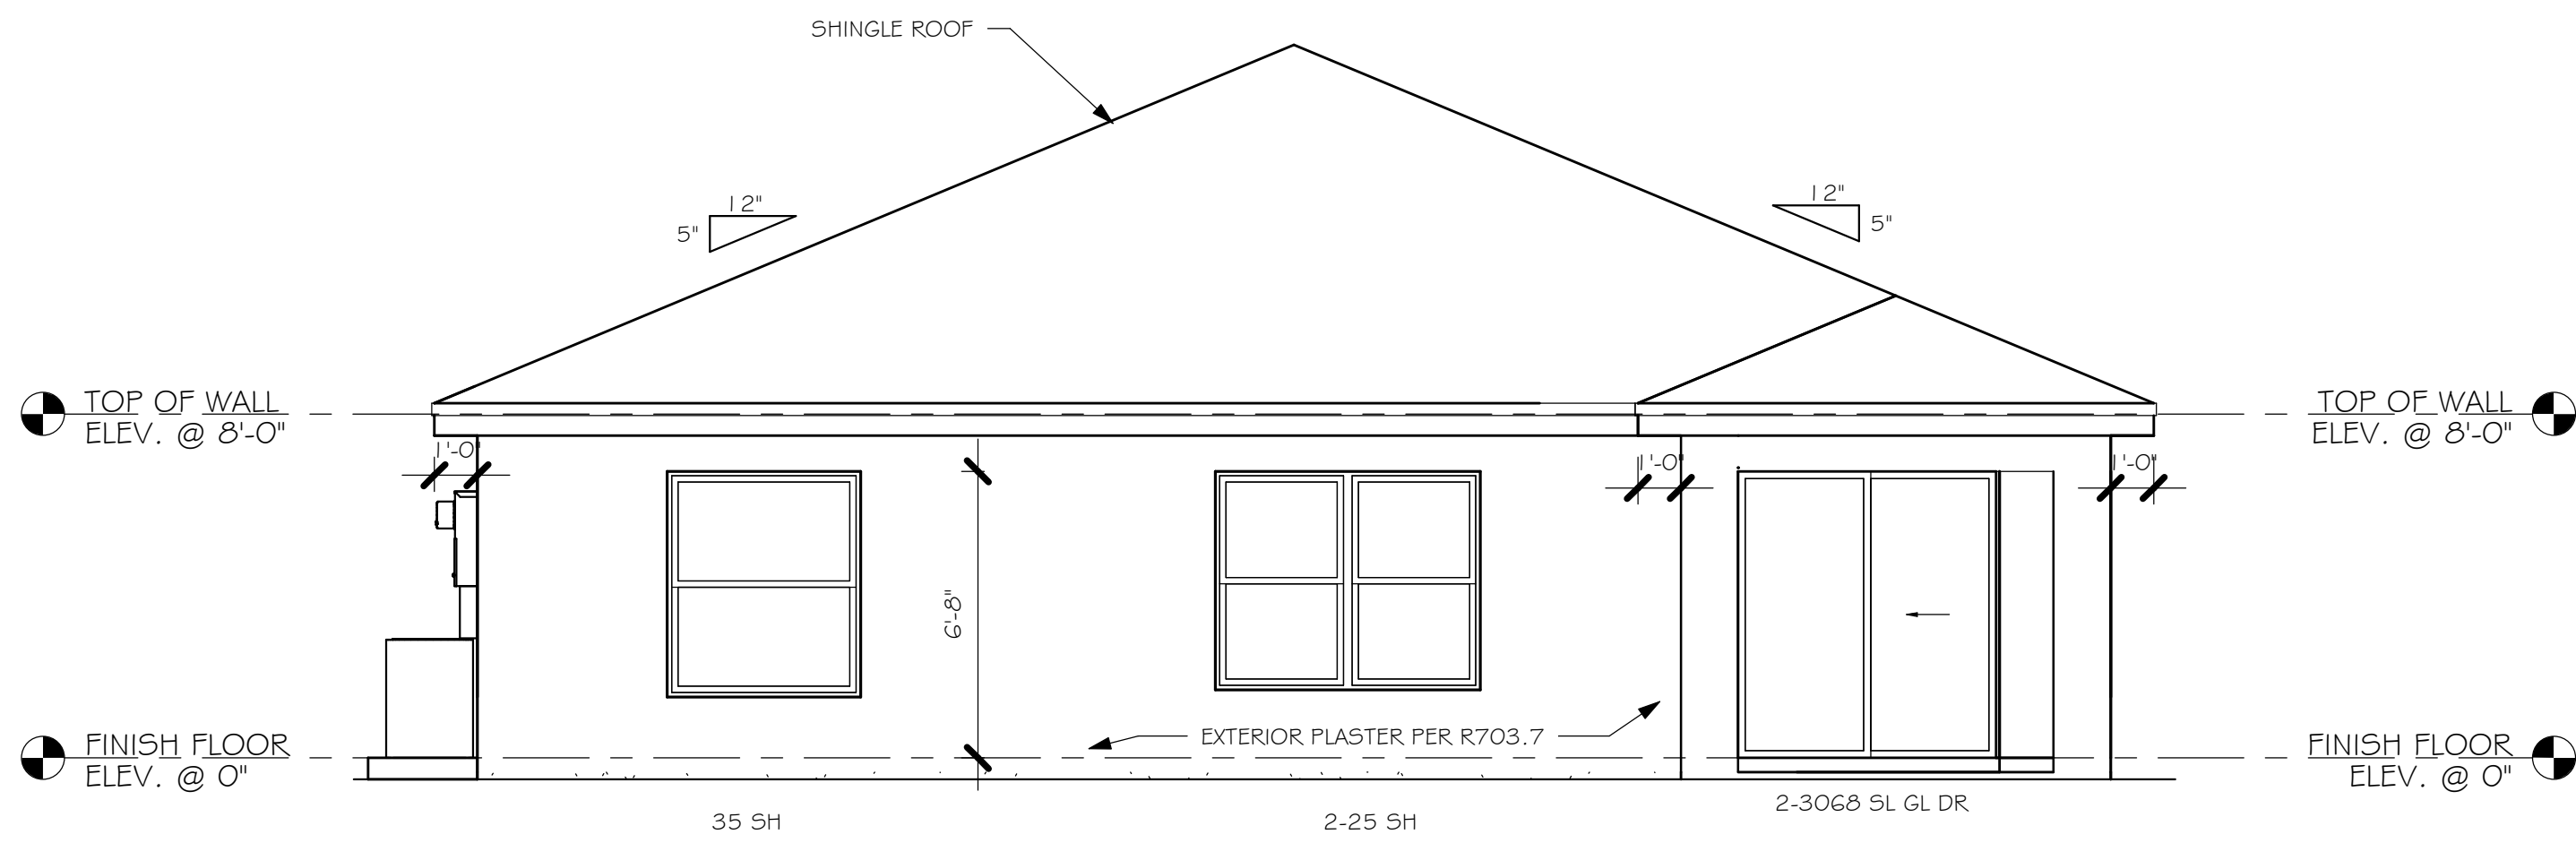 SHINGLE ROOF
12"
5"
12"
5"
TOP OF WALL
ELEV. @ 8'-0"
TOP OF WALL
ELEV. @ 8'-0"
1'-0"
1'-0"
1'-0"
6'-8"
EXTERIOR PLASTER PER R703.7
FINISH FLOOR
ELEV. @ 0"
FINISH FLOOR
ELEV. @ 0"
35 SH
2-25 SH
2-3068 SL GL DR